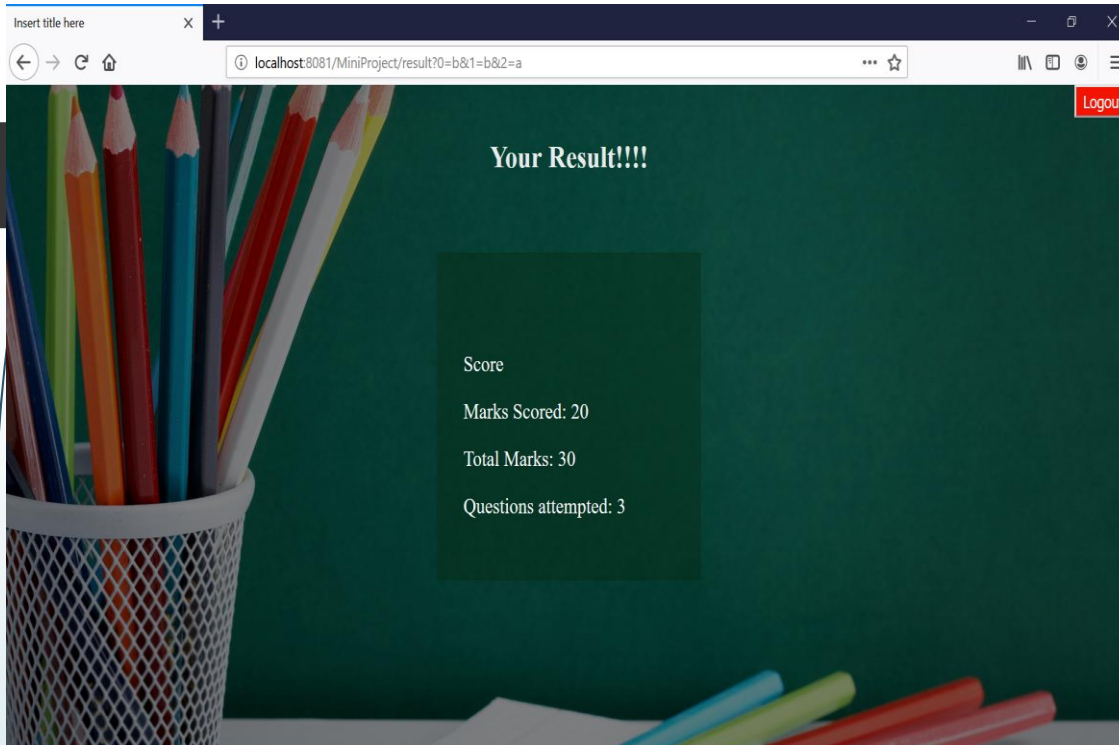 Insert title here
localhost:8081/MiniProject/result?0=b&1=b&2=a
Logou
Your Result!!!!
Score
Marks Scored: 20
Total Marks: 30
Questions attempted: 3